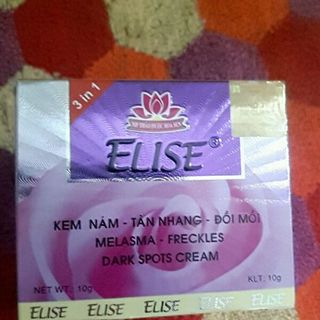 3 in 1
ELISE®
KEM NÁM - TÀN NHANG - ĐỒI MỒI
MELASMA - FRECKLES
DARK SPOTS CREAM
NET WT: 10g
KLT: 10g
ELISE ELISE ELISE ELISE ELISE